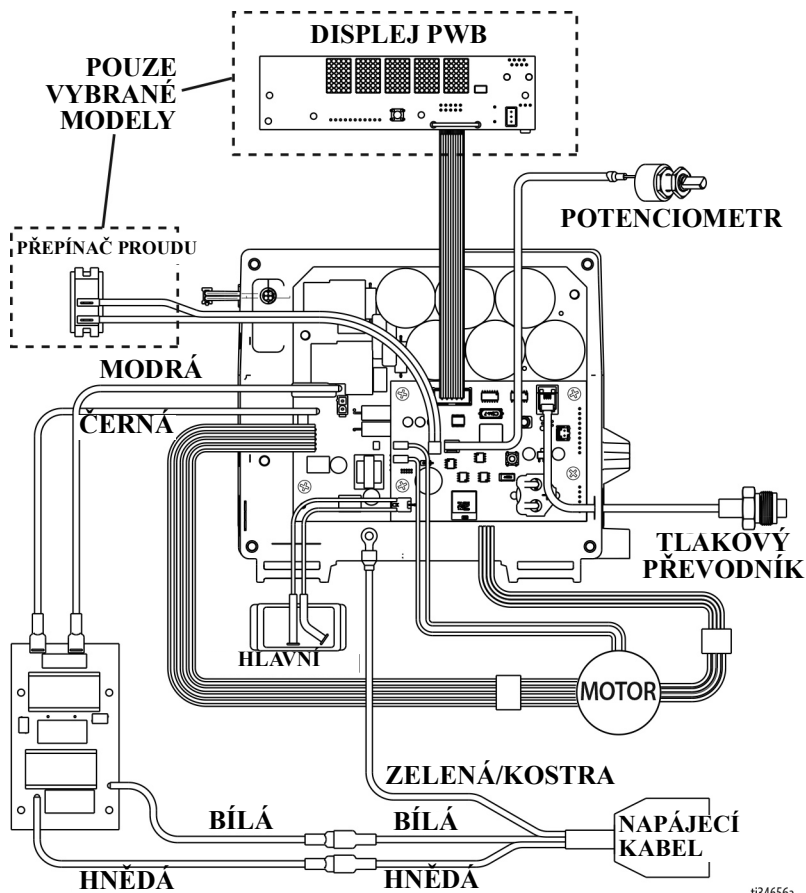 DISPLEJ PWB
POUZE
VYBRANÉ
MODELY
POTENCIOMETR
PŘEPÍNAČ PROUDU
MODRÁ
ČERNÁ
TLAKOVÝ
PŘEVODNÍK
HLAVNÍ
MOTOR
ZELENÁ/KOSTRA
BÍLÁ
BÍLÁ
NAPÁJECÍ
KABEL
HNĚDÁ
HNĚDÁ
ti34656a